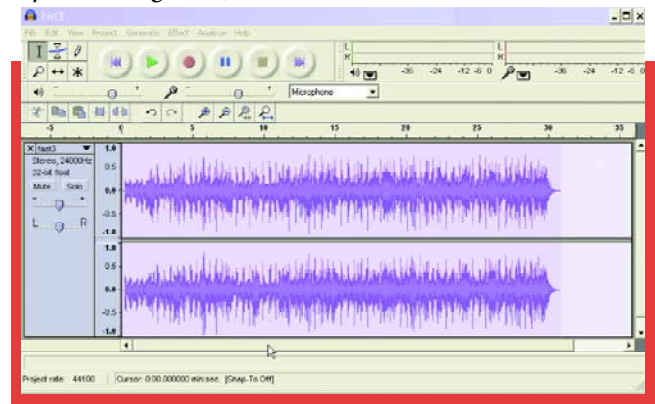 fast3
File Edit View Project Generate Effect Analyze Help
L
R
-36 -24 -12 -6 0
L
R
-36 -24 -12 -6 0
Microphone
-5 0 5 10 15 20 25 30 35
X fast3
Stereo, 24000Hz
32-bit float
Mute Solo
- +
L R
1.0
0.5
0.0
-0.5
-1.0
1.0
0.5
0.0
-0.5
-1.0
Project rate: 44100 Cursor: 0:00.000000 min:sec [Snap-To Off]